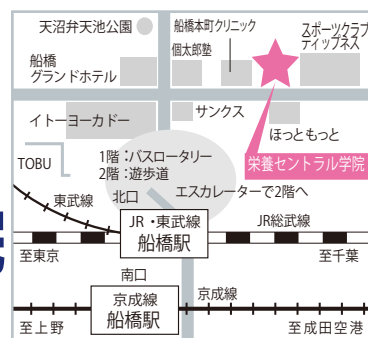 天沼弁天池公園
船橋本町クリニック
スポーツクラブ
ティップネス
個太郎塾
船橋
グランドホテル
サンクス
イトーヨーカドー
ほっともっと
栄養セントラル学院
TOBU
1階：バスロータリー
2階：遊歩道
北口
エスカレーターで2階へ
東武線
JR・東武線
船橋駅
JR総武線
至東京
至千葉
南口
京成線
船橋駅
京成線
至上野
至成田空港